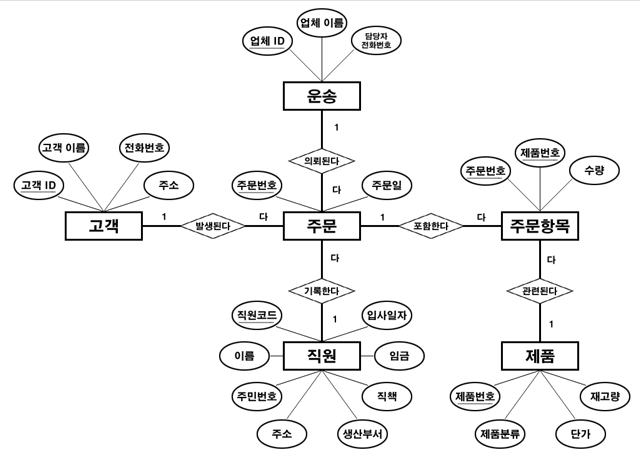 업체 이름
업체 ID
담당자
전화번호
운송
1
의뢰된다
다
고객 이름
전화번호
고객 ID
주소
주문번호
주문일
제품번호
주문번호
수량
고객
1
발생된다
다
주문
1
포함한다
다
주문항목
다
기록한다
1
다
관련된다
1
직원코드
입사일자
이름
직원
임금
주민번호
직책
주소
생산부서
제품
제품번호
재고량
제품분류
단가